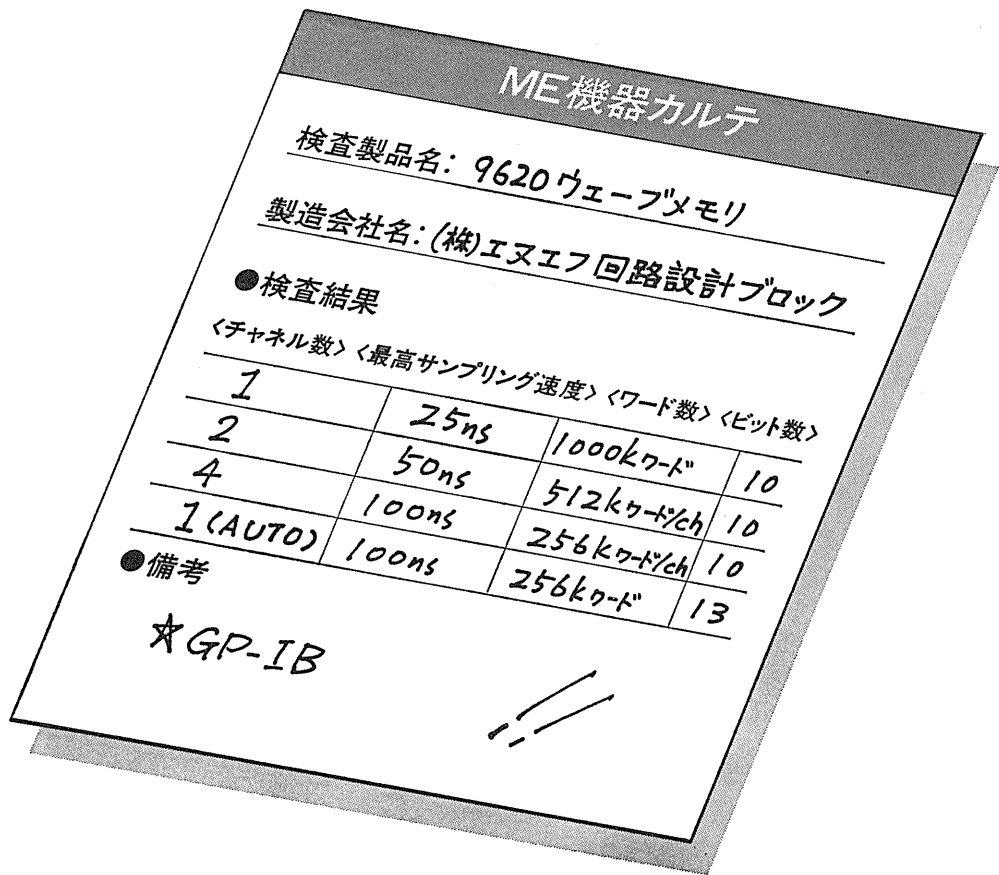 ME機器カルテ
検査製品名: 9620ウェーブメモリ
製造会社名: (株)エヌエフ回路設計ブロック
●検査結果
〈チャネル数〉〈最高サンプリング速度〉〈ワード数〉〈ビット数〉
1 25ns 1000kワード 10
2 50ns 512kワード/ch 10
4 100ns 256kワード/ch 10
1(AUTO) 100ns 256kワード 13
●備考
☆GP-IB